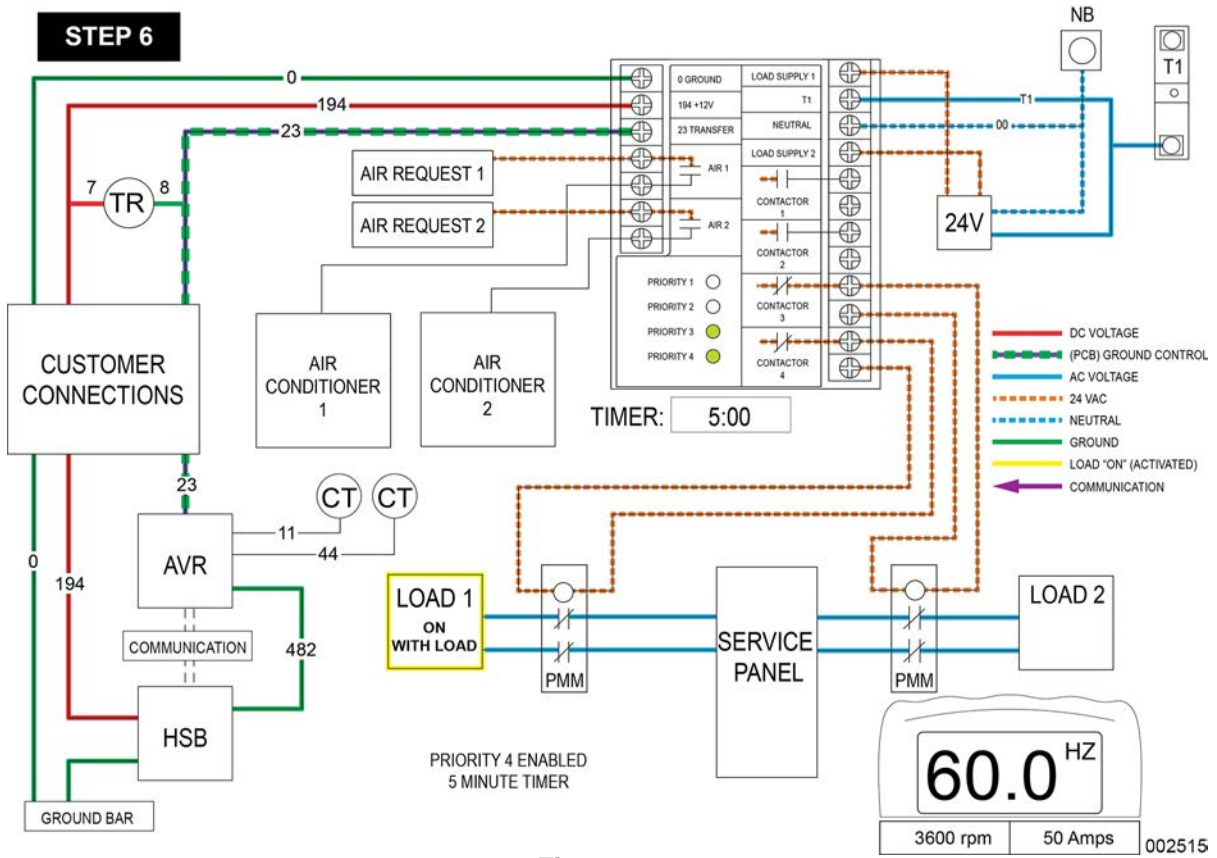 STEP 6
0
194
23
7
TR
8
AIR REQUEST 1
AIR REQUEST 2
0 GROUND
194 +12V
23 TRANSFER
AIR 1
AIR 2
LOAD SUPPLY 1
T1
NEUTRAL
LOAD SUPPLY 2
CONTACTOR
1
CONTACTOR
2
CONTACTOR
3
CONTACTOR
4
PRIORITY 1
PRIORITY 2
PRIORITY 3
PRIORITY 4
TIMER:
5:00
NB
T1
T1
00
24V
CUSTOMER
CONNECTIONS
AIR
CONDITIONER
1
AIR
CONDITIONER
2
DC VOLTAGE
(PCB) GROUND CONTROL
AC VOLTAGE
24 VAC
NEUTRAL
GROUND
LOAD "ON" (ACTIVATED)
COMMUNICATION
23
CT
CT
11
44
AVR
0
194
COMMUNICATION
482
HSB
GROUND BAR
LOAD 1
ON
WITH LOAD
PMM
SERVICE
PANEL
PMM
LOAD 2
PRIORITY 4 ENABLED
5 MINUTE TIMER
60.0 HZ
3600 rpm
50 Amps
002515